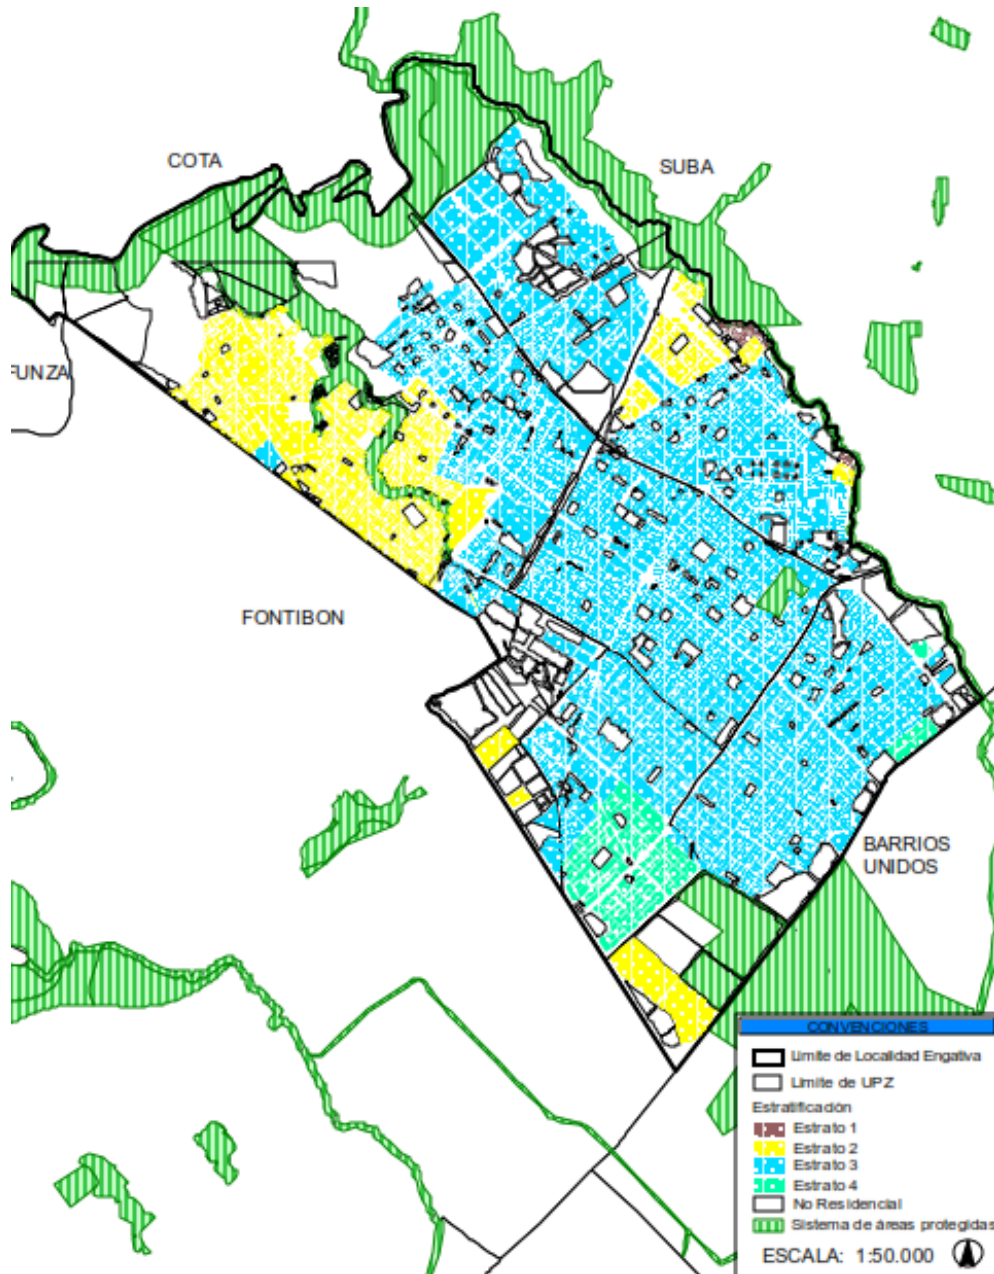 COTA
SUBA
FUNZA
FONTIBON
BARRIOS
UNIDOS
CONVENCIONES
Limite de Localidad Engativa
Limite de UPZ
Estratificación
Estrato 1
Estrato 2
Estrato 3
Estrato 4
No Residencial
Sistema de áreas protegidas
ESCALA: 1:50.000